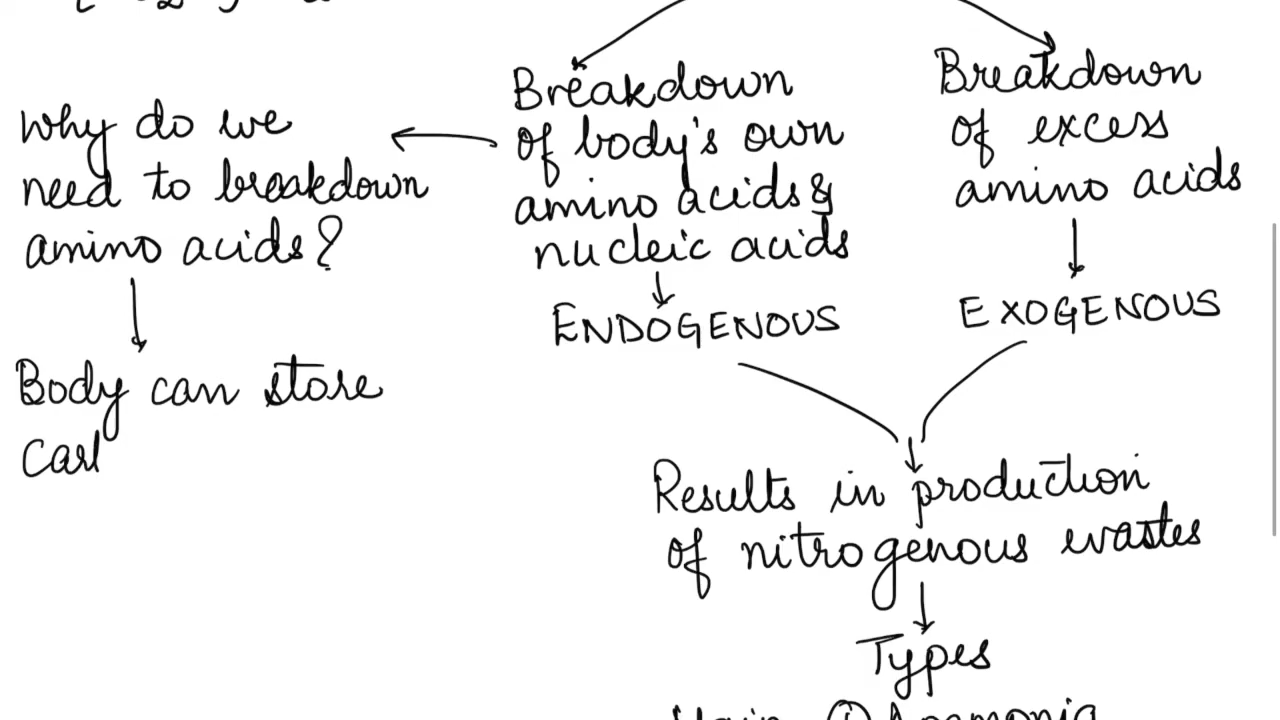 Breakdown
of body's own
amino acids &
nucleic acids
ENDOGENOUS
Breakdown
of excess
amino acids
EXOGENOUS
Why do we
need to breakdown
amino acids?
Body can store
Results in production
of nitrogenous wastes
Types